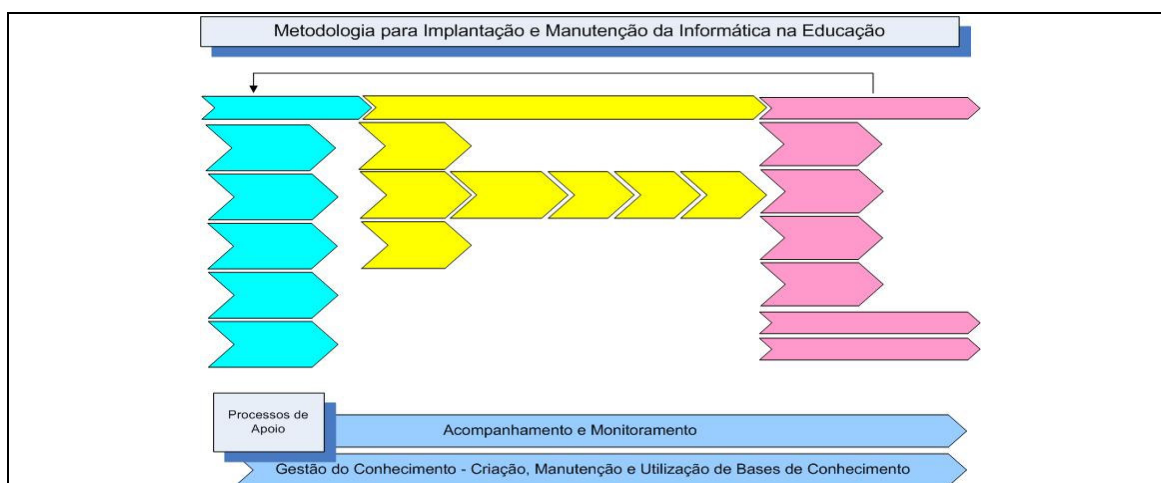 Metodologia para Implantação e Manutenção da Informática na Educação
Processos de
Apoio
Acompanhamento e Monitoramento
Gestão do Conhecimento - Criação, Manutenção e Utilização de Bases de Conhecimento